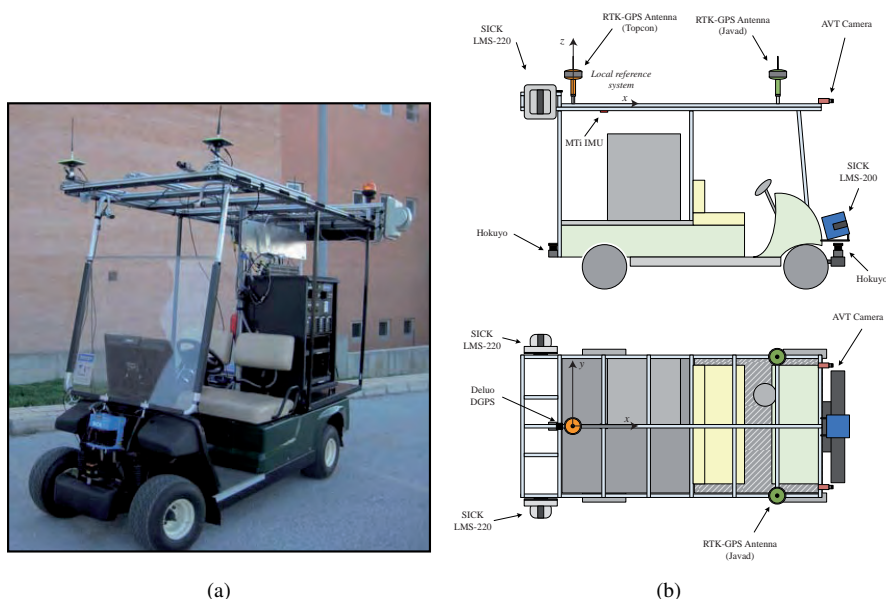 SICK
LMS-220
RTK-GPS Antenna
(Topcon)
RTK-GPS Antenna
(Javad)
AVT Camera
z
Local reference
system
x
MTi IMU
SICK
LMS-200
Hokuyo
Hokuyo
AVT Camera
SICK
LMS-220
Deluo
DGPS
y
x
SICK
LMS-220
RTK-GPS Antenna
(Javad)
(a)
(b)